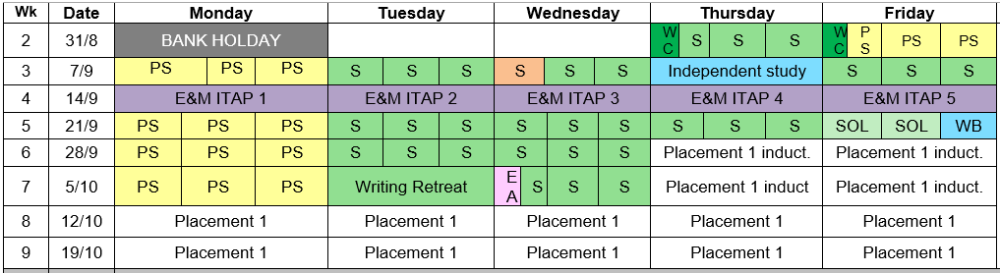 Wk Date Monday Tuesday Wednesday Thursday Friday
2 31/8 BANK HOLDAY WC S S S WC PS PS PS
3 7/9 PS PS PS S S S S S S Independent study S S S
4 14/9 E&M ITAP 1 E&M ITAP 2 E&M ITAP 3 E&M ITAP 4 E&M ITAP 5
5 21/9 PS PS PS S S S S S S S S S SOL SOL WB
6 28/9 PS PS PS S S S S S S Placement 1 induct. Placement 1 induct.
7 5/10 PS PS PS Writing Retreat EA S S S Placement 1 induct Placement 1 induct.
8 12/10 Placement 1 Placement 1 Placement 1 Placement 1 Placement 1
9 19/10 Placement 1 Placement 1 Placement 1 Placement 1 Placement 1